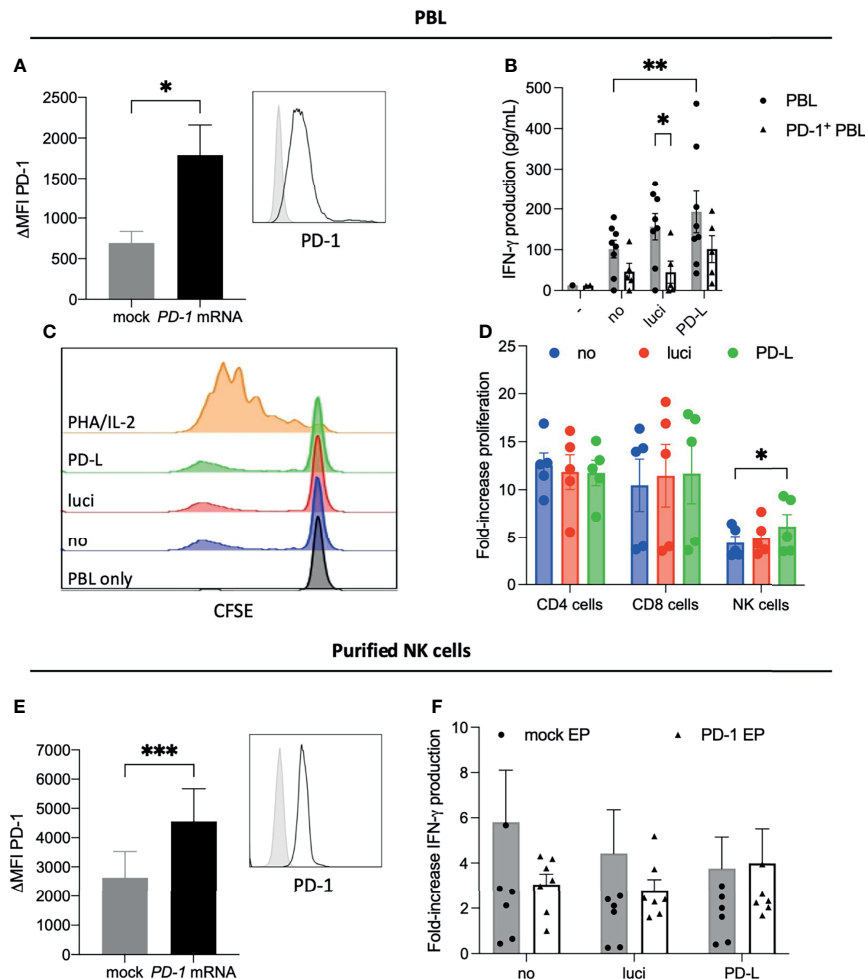 PBL
A
B
*
**
*
PBL
PD-1+ PBL
ΔMFI PD-1
2500
2000
1500
1000
500
0
mock PD-1 mRNA
PD-1
IFN-γ production (pg/mL)
500
400
300
200
100
0
- no luci PD-L
C
D
PHA/IL-2
PD-L
luci
no
PBL only
CFSE
no luci PD-L
Fold-increase proliferation
25
20
15
10
5
0
*
CD4 cells CD8 cells NK cells
Purified NK cells
E
F
***
ΔMFI PD-1
7000
6000
5000
4000
3000
2000
1000
0
mock PD-1 mRNA
PD-1
mock EP PD-1 EP
Fold-increase IFN-γ production
10
8
6
4
2
0
no luci PD-L